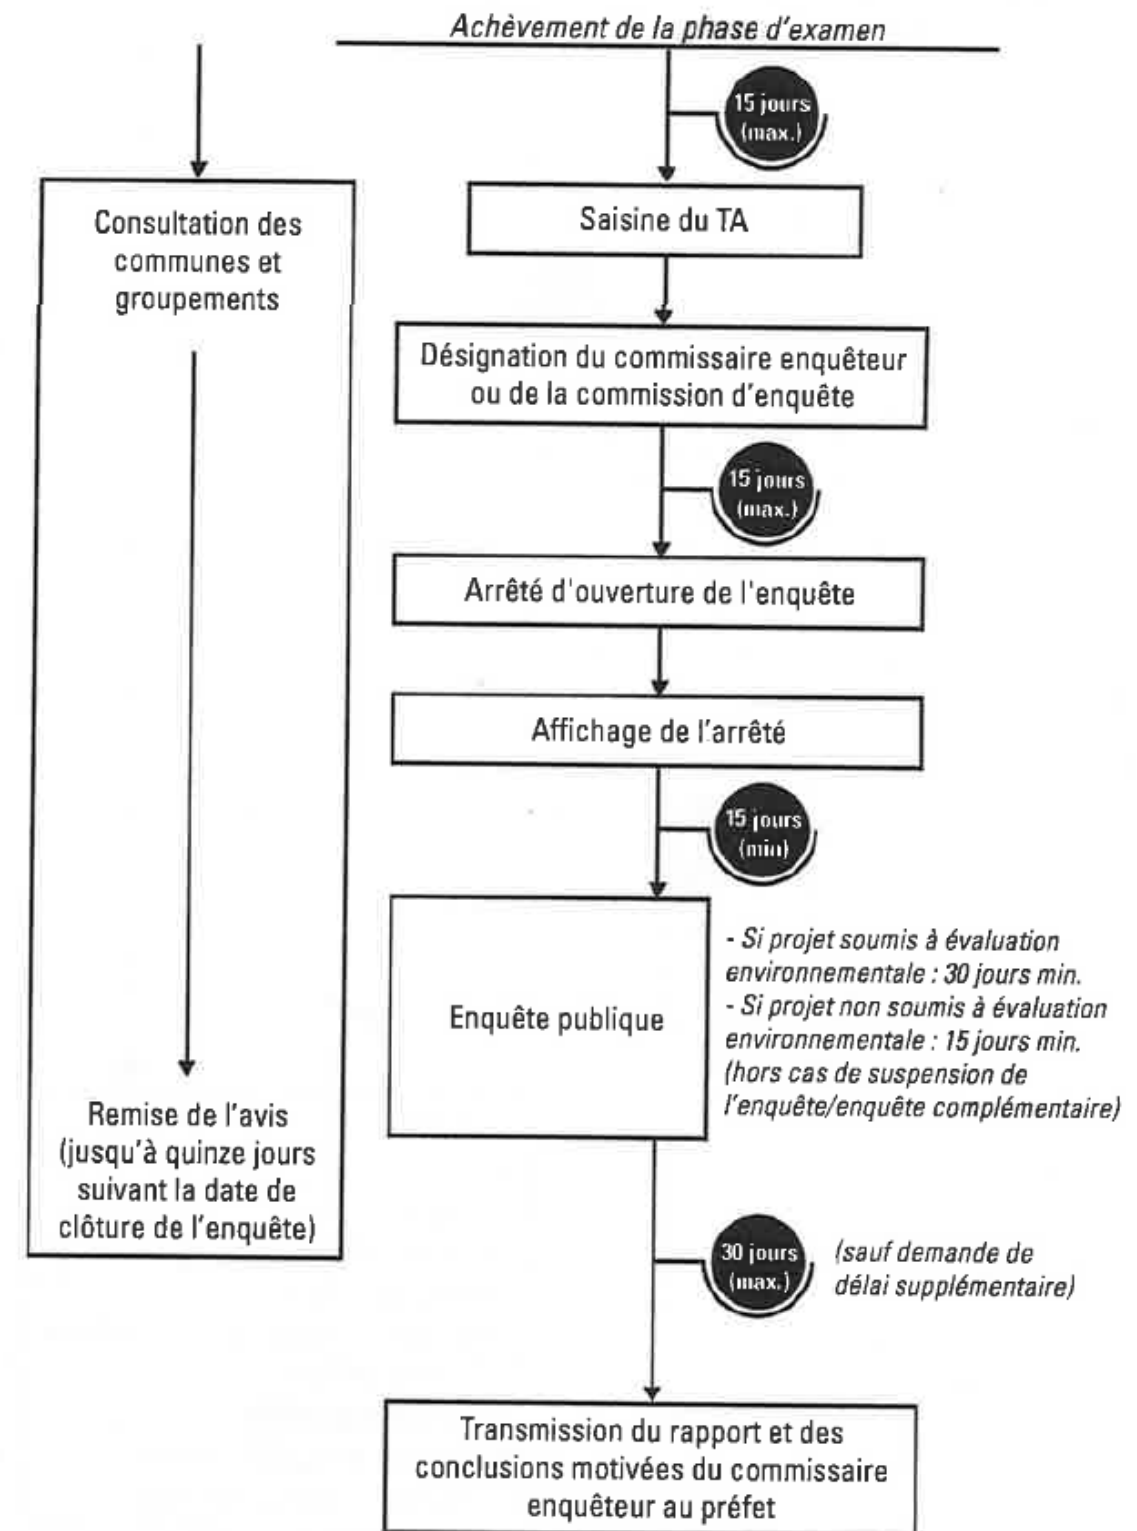 Achèvement de la phase d'examen
15 jours
(max.)
Saisine du TA
Consultation des
communes et
groupements
Désignation du commissaire enquêteur
ou de la commission d'enquête
15 jours
(max.)
Arrêté d'ouverture de l'enquête
Affichage de l'arrêté
15 jours
(min)
Enquête publique
- Si projet soumis à évaluation
environnementale : 30 jours min.
- Si projet non soumis à évaluation
environnementale : 15 jours min.
(hors cas de suspension de
l'enquête/enquête complémentaire)
Remise de l'avis
(jusqu'à quinze jours
suivant la date de
clôture de l'enquête)
30 jours
(max.)
(sauf demande de
délai supplémentaire)
Transmission du rapport et des
conclusions motivées du commissaire
enquêteur au préfet